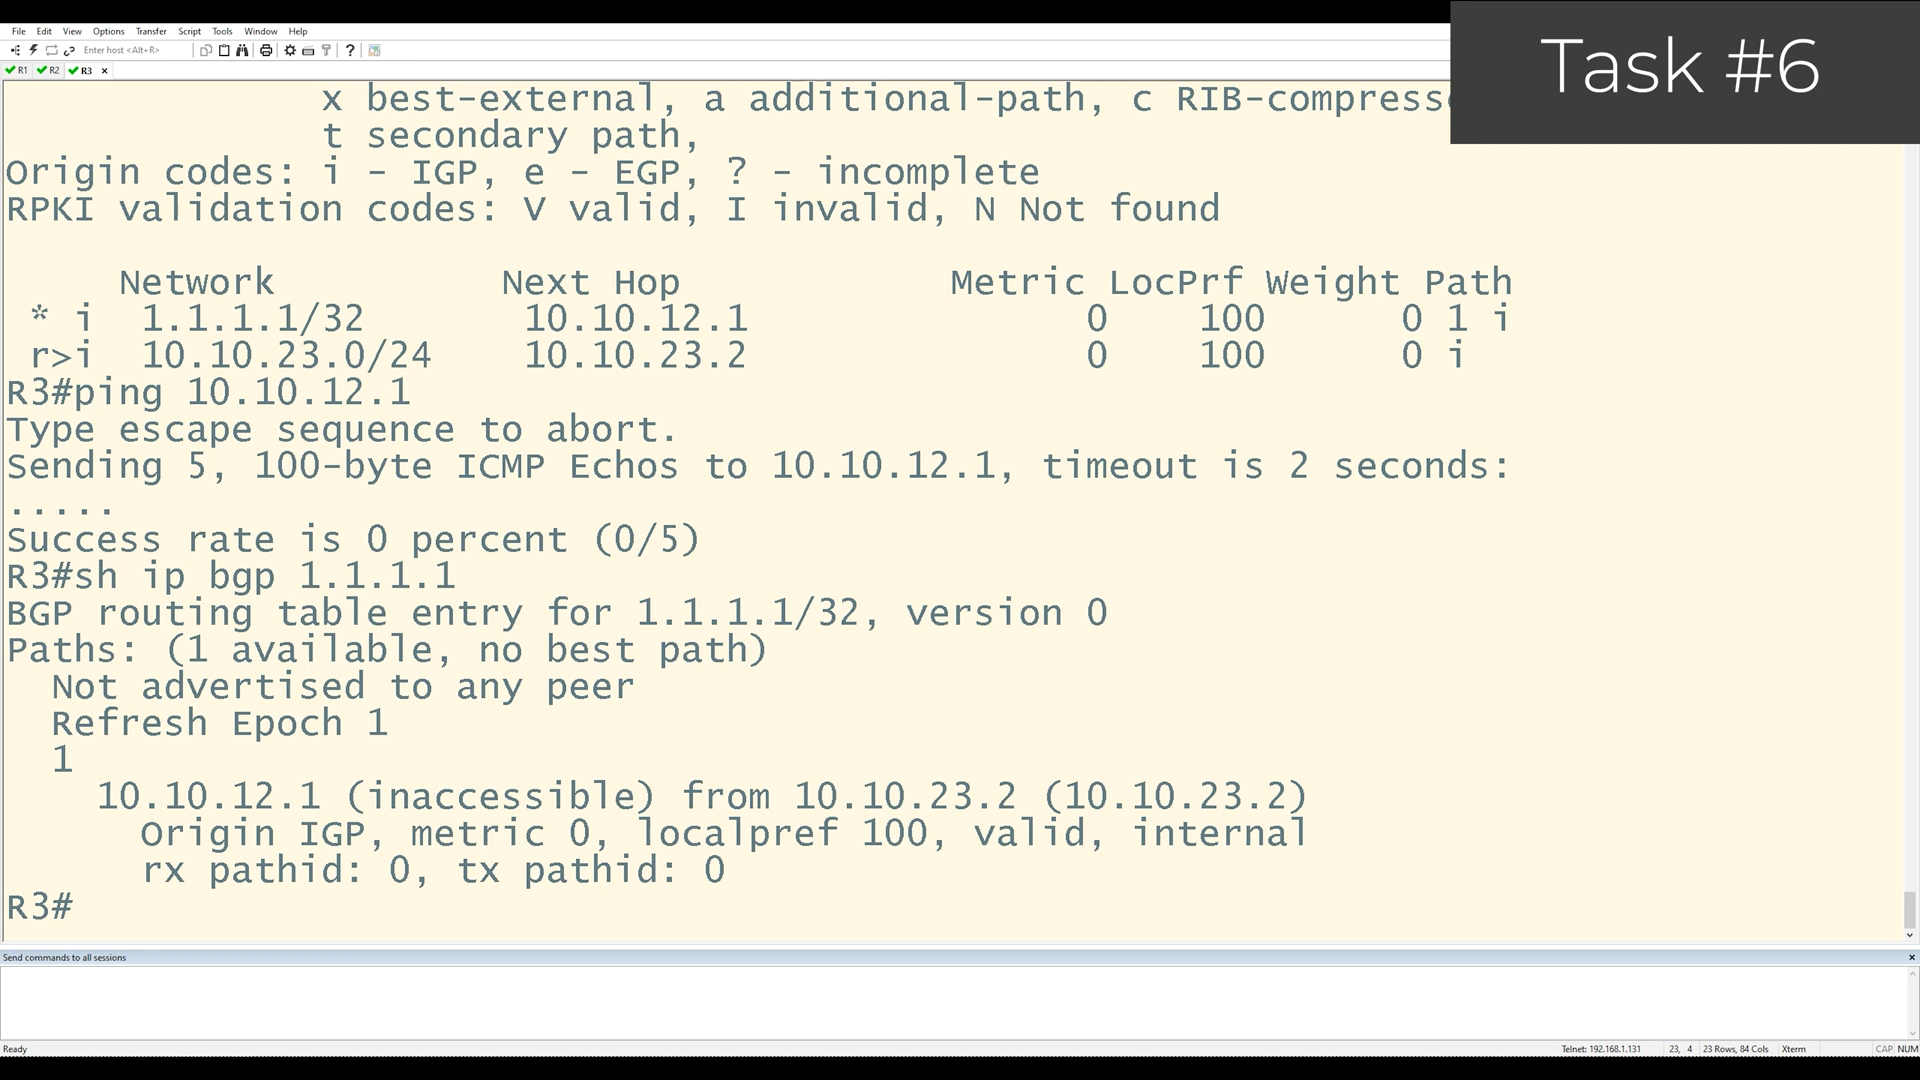 File Edit View Options Transfer Script Tools Window Help
Enter host <Alt+R>
Task #6
R1 R2 R3
x best-external, a additional-path, c RIB-compress
t secondary path,
Origin codes: i - IGP, e - EGP, ? - incomplete
RPKI validation codes: V valid, I invalid, N Not found
Network Next Hop Metric LocPrf Weight Path
* i 1.1.1.1/32 10.10.12.1 0 100 0 1 i
r>i 10.10.23.0/24 10.10.23.2 0 100 0 i
R3#ping 10.10.12.1
Type escape sequence to abort.
Sending 5, 100-byte ICMP Echos to 10.10.12.1, timeout is 2 seconds:
.....
Success rate is 0 percent (0/5)
R3#sh ip bgp 1.1.1.1
BGP routing table entry for 1.1.1.1/32, version 0
Paths: (1 available, no best path)
Not advertised to any peer
Refresh Epoch 1
1
10.10.12.1 (inaccessible) from 10.10.23.2 (10.10.23.2)
Origin IGP, metric 0, localpref 100, valid, internal
rx pathid: 0, tx pathid: 0
R3#
Send commands to all sessions
Ready Telnet: 192.168.1.131 23, 4 23 Rows, 84 Cols Xterm CAP NUM